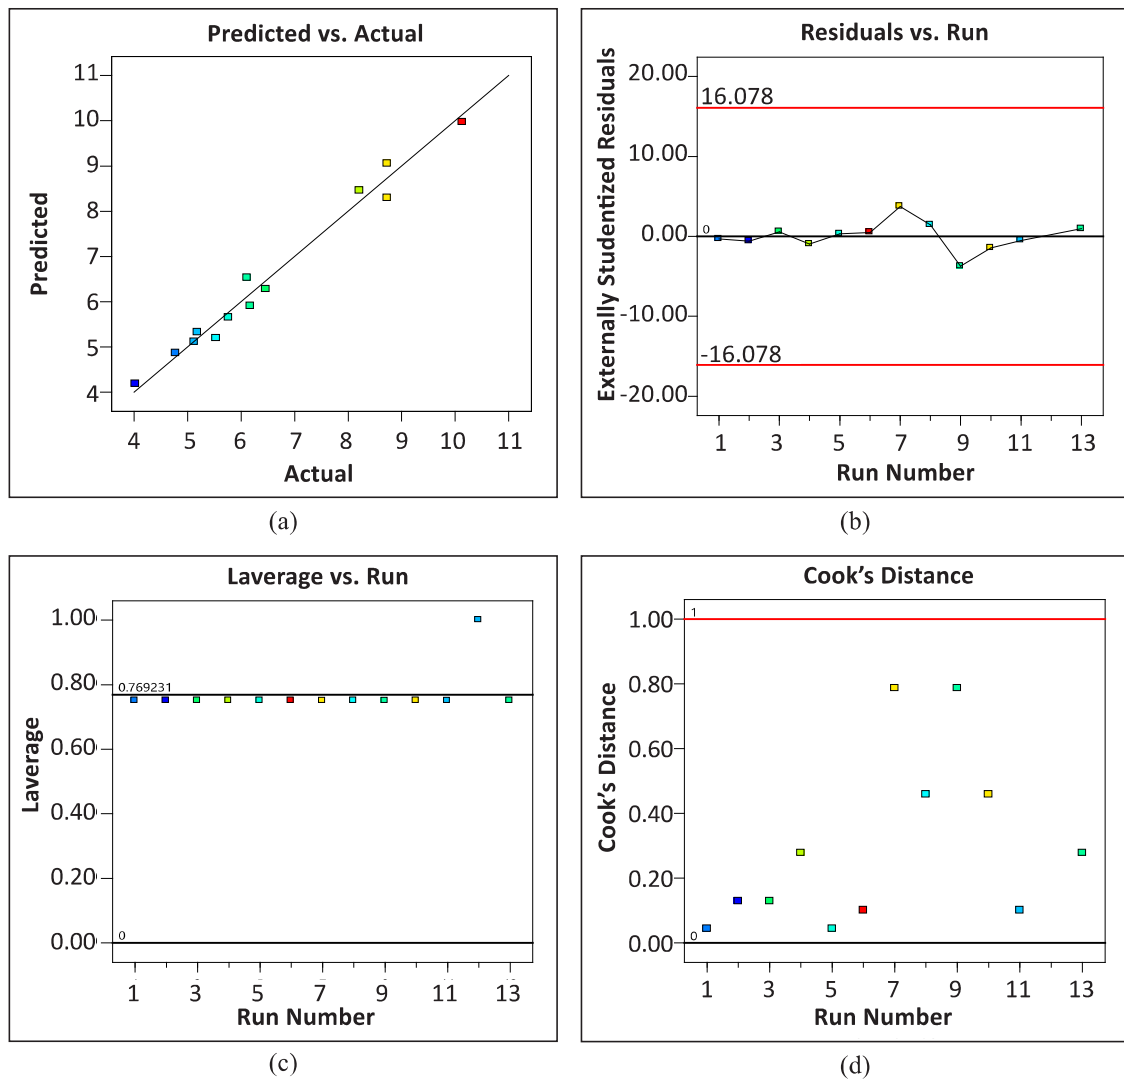 Predicted vs. Actual
Predicted
11
10
9
8
7
6
5
4
4 5 6 7 8 9 10 11
Actual
(a)
Residuals vs. Run
Externally Studentized Residuals
20.00
16.078
10.00
0
0.00
-10.00
-16.078
-20.00
1 3 5 7 9 11 13
Run Number
(b)
Laverage vs. Run
Laverage
1.00
0.80
0.769231
0.60
0.40
0.20
0
0.00
1 3 5 7 9 11 13
Run Number
(c)
Cook's Distance
Cook's Distance
1
1.00
0.80
0.60
0.40
0.20
0
0.00
1 3 5 7 9 11 13
Run Number
(d)